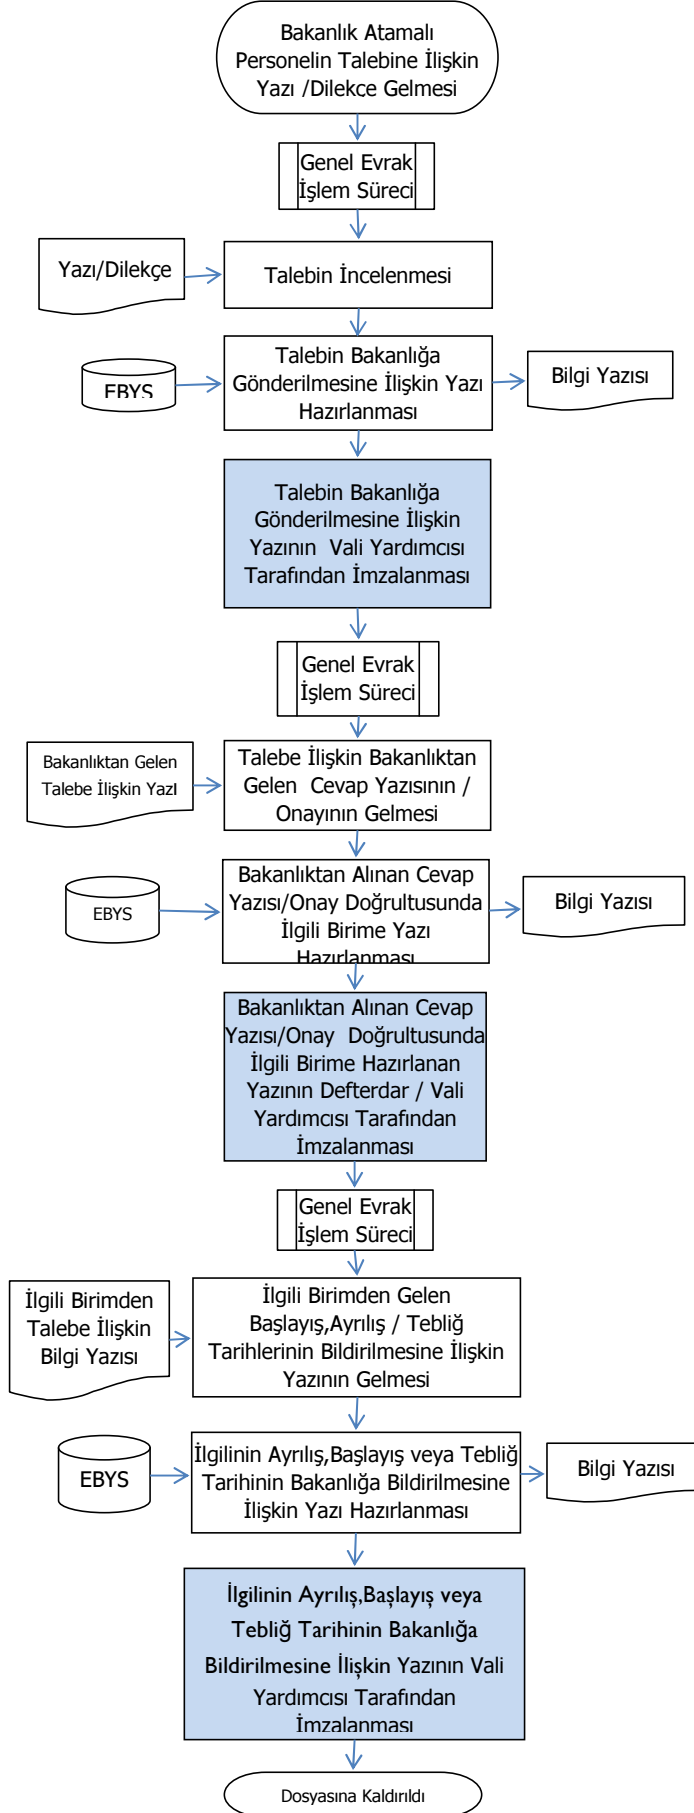 Bakanlık Atamalı
Personelin Talebine İlişkin
Yazı /Dilekce Gelmesi
Genel Evrak
İşlem Süreci
Yazı/Dilekçe
Talebin İncelenmesi
Talebin Bakanlığa
Gönderilmesine İlişkin Yazı
Hazırlanması
EBYS
Bilgi Yazısı
Talebin Bakanlığa
Gönderilmesine İlişkin
Yazının Vali Yardımcısı
Tarafından İmzalanması
Genel Evrak
İşlem Süreci
Bakanlıktan Gelen
Talebe İlişkin YazI
Talebe İlişkin Bakanlıktan
Gelen Cevap Yazısının /
Onayının Gelmesi
EBYS
Bakanlıktan Alınan Cevap
Yazısı/Onay Doğrultusunda
İlgili Birime Yazı
Hazırlanması
Bilgi Yazısı
Bakanlıktan Alınan Cevap
Yazısı/Onay Doğrultusunda
İlgili Birime Hazırlanan
Yazının Defterdar / Vali
Yardımcısı Tarafından
İmzalanması
Genel Evrak
İşlem Süreci
İlgili Birimden
Talebe İlişkin
Bilgi Yazısı
İlgili Birimden Gelen
Başlayış,Ayrılış / Tebliğ
Tarihlerinin Bildirilmesine İlişkin
Yazının Gelmesi
EBYS
İlgilinin Ayrılış,Başlayış veya Tebliğ
Tarihinin Bakanlığa Bildirilmesine
İlişkin Yazı Hazırlanması
Bilgi Yazısı
İlgilinin Ayrılış,Başlayış veya
Tebliğ Tarihinin Bakanlığa
Bildirilmesine İlişkin Yazının Vali
Yardımcısı Tarafından
İmzalanması
Dosyasına Kaldırıldı